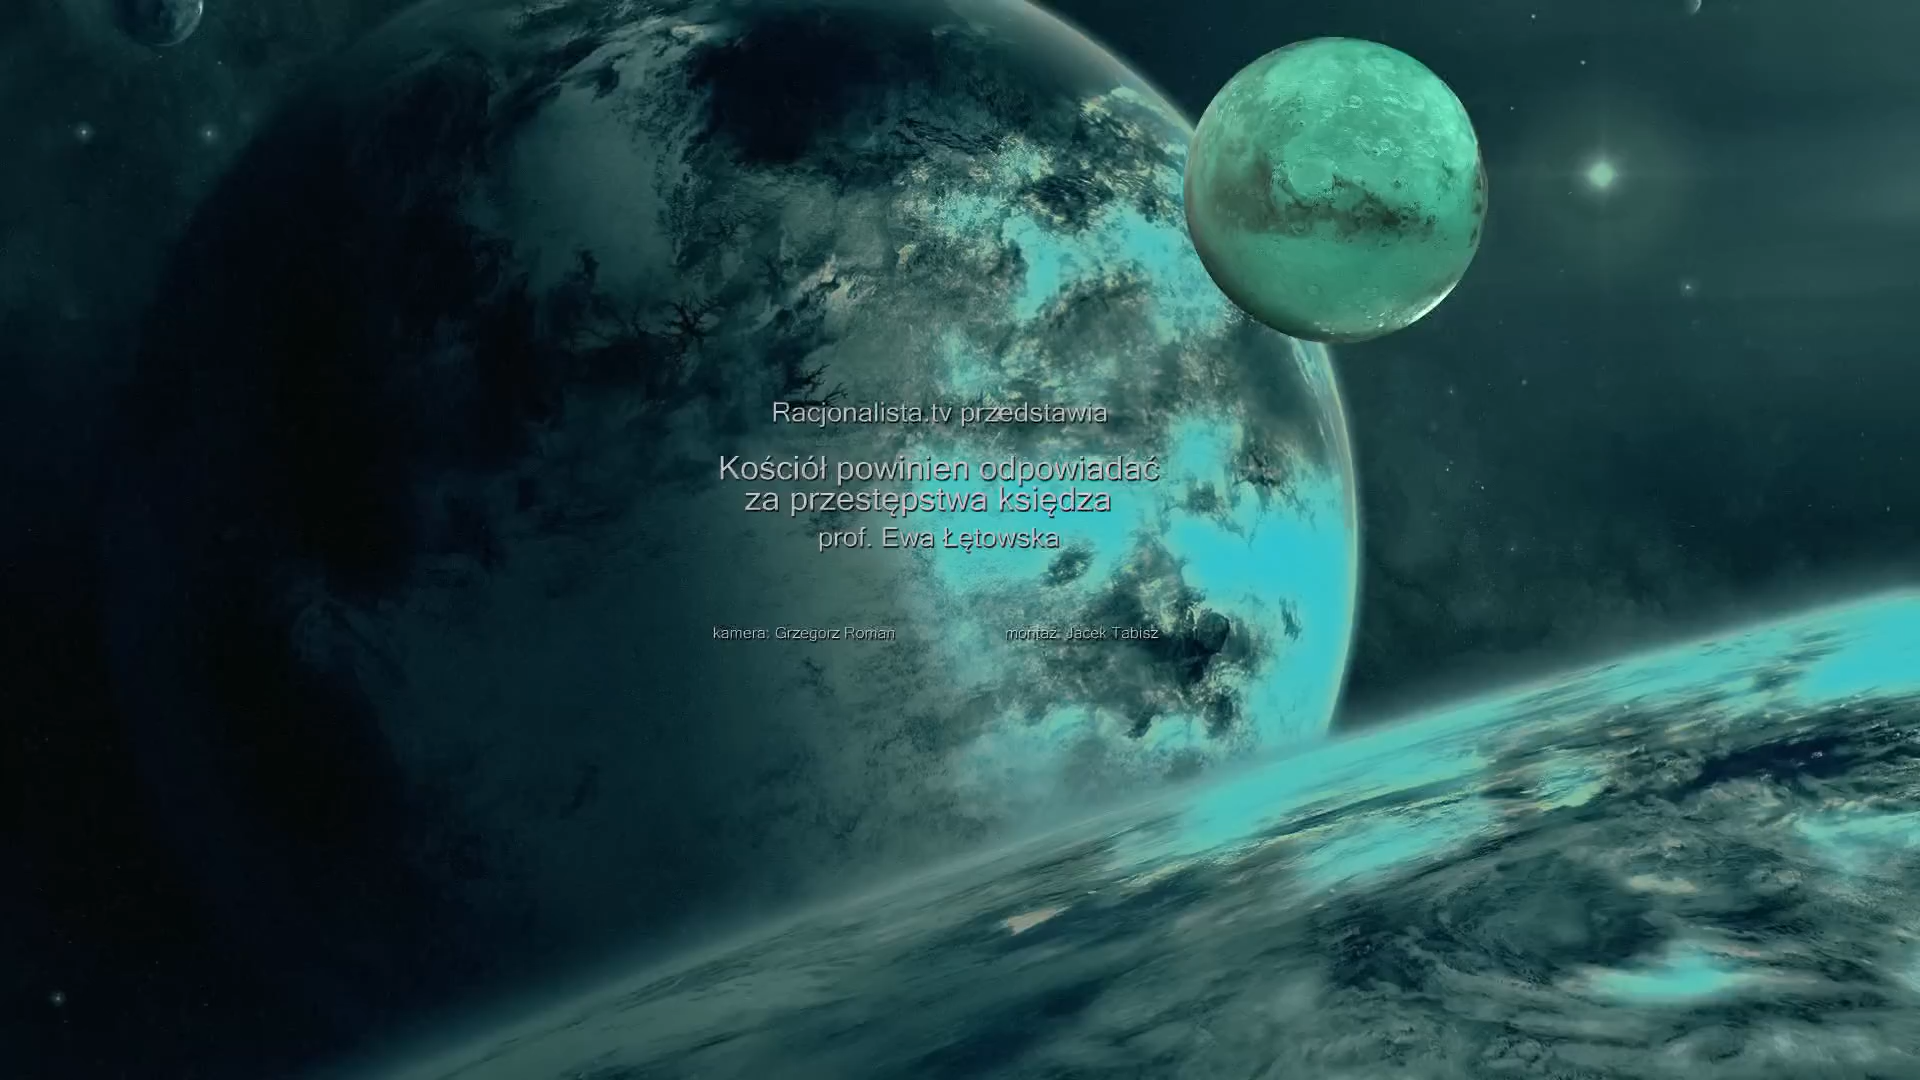 Racjonalista.tv przedstawia
Kościół powinien odpowiadać
za przestępstwa księdza
prof. Ewa Łętowska
kamera: Grzegorz Roman montaż: Jacek Tabisz